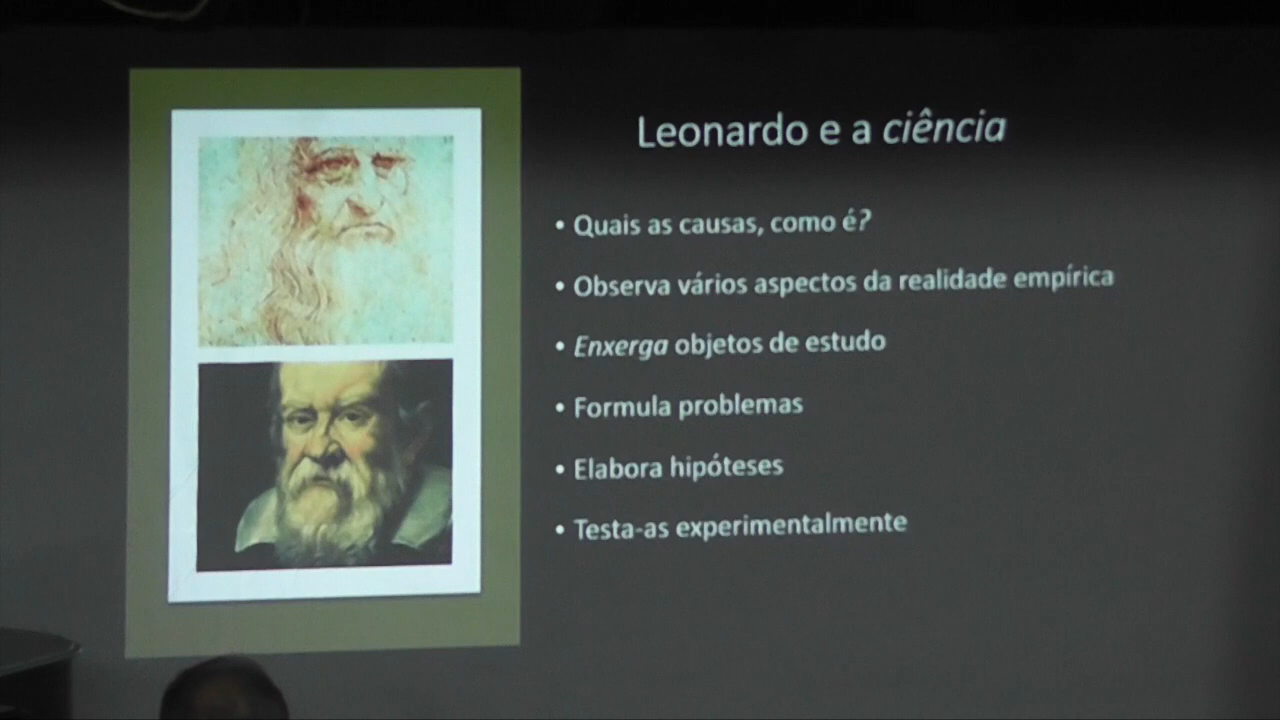 Leonardo e a ciência
• Quais as causas, como é?
• Observa vários aspectos da realidade empírica
• Enxerga objetos de estudo
• Formula problemas
• Elabora hipóteses
• Testa-as experimentalmente